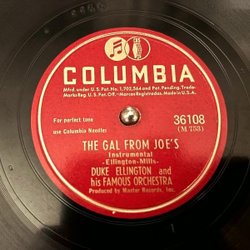 COLUMBIA
Mfd. under U.S. Pat. No. 1,702,564 and Pat. Pending. Trade-
Marks Reg. U.S. Pat. Off.-Marcas Registradas. Made in U.S.A.
For perfect tone
use Columbia Needles
36108
(M 753)
THE GAL FROM JOE'S
Instrumental
-Ellington-Mills-
DUKE ELLINGTON and
his FAMOUS ORCHESTRA
Produced by Master Records, Inc.